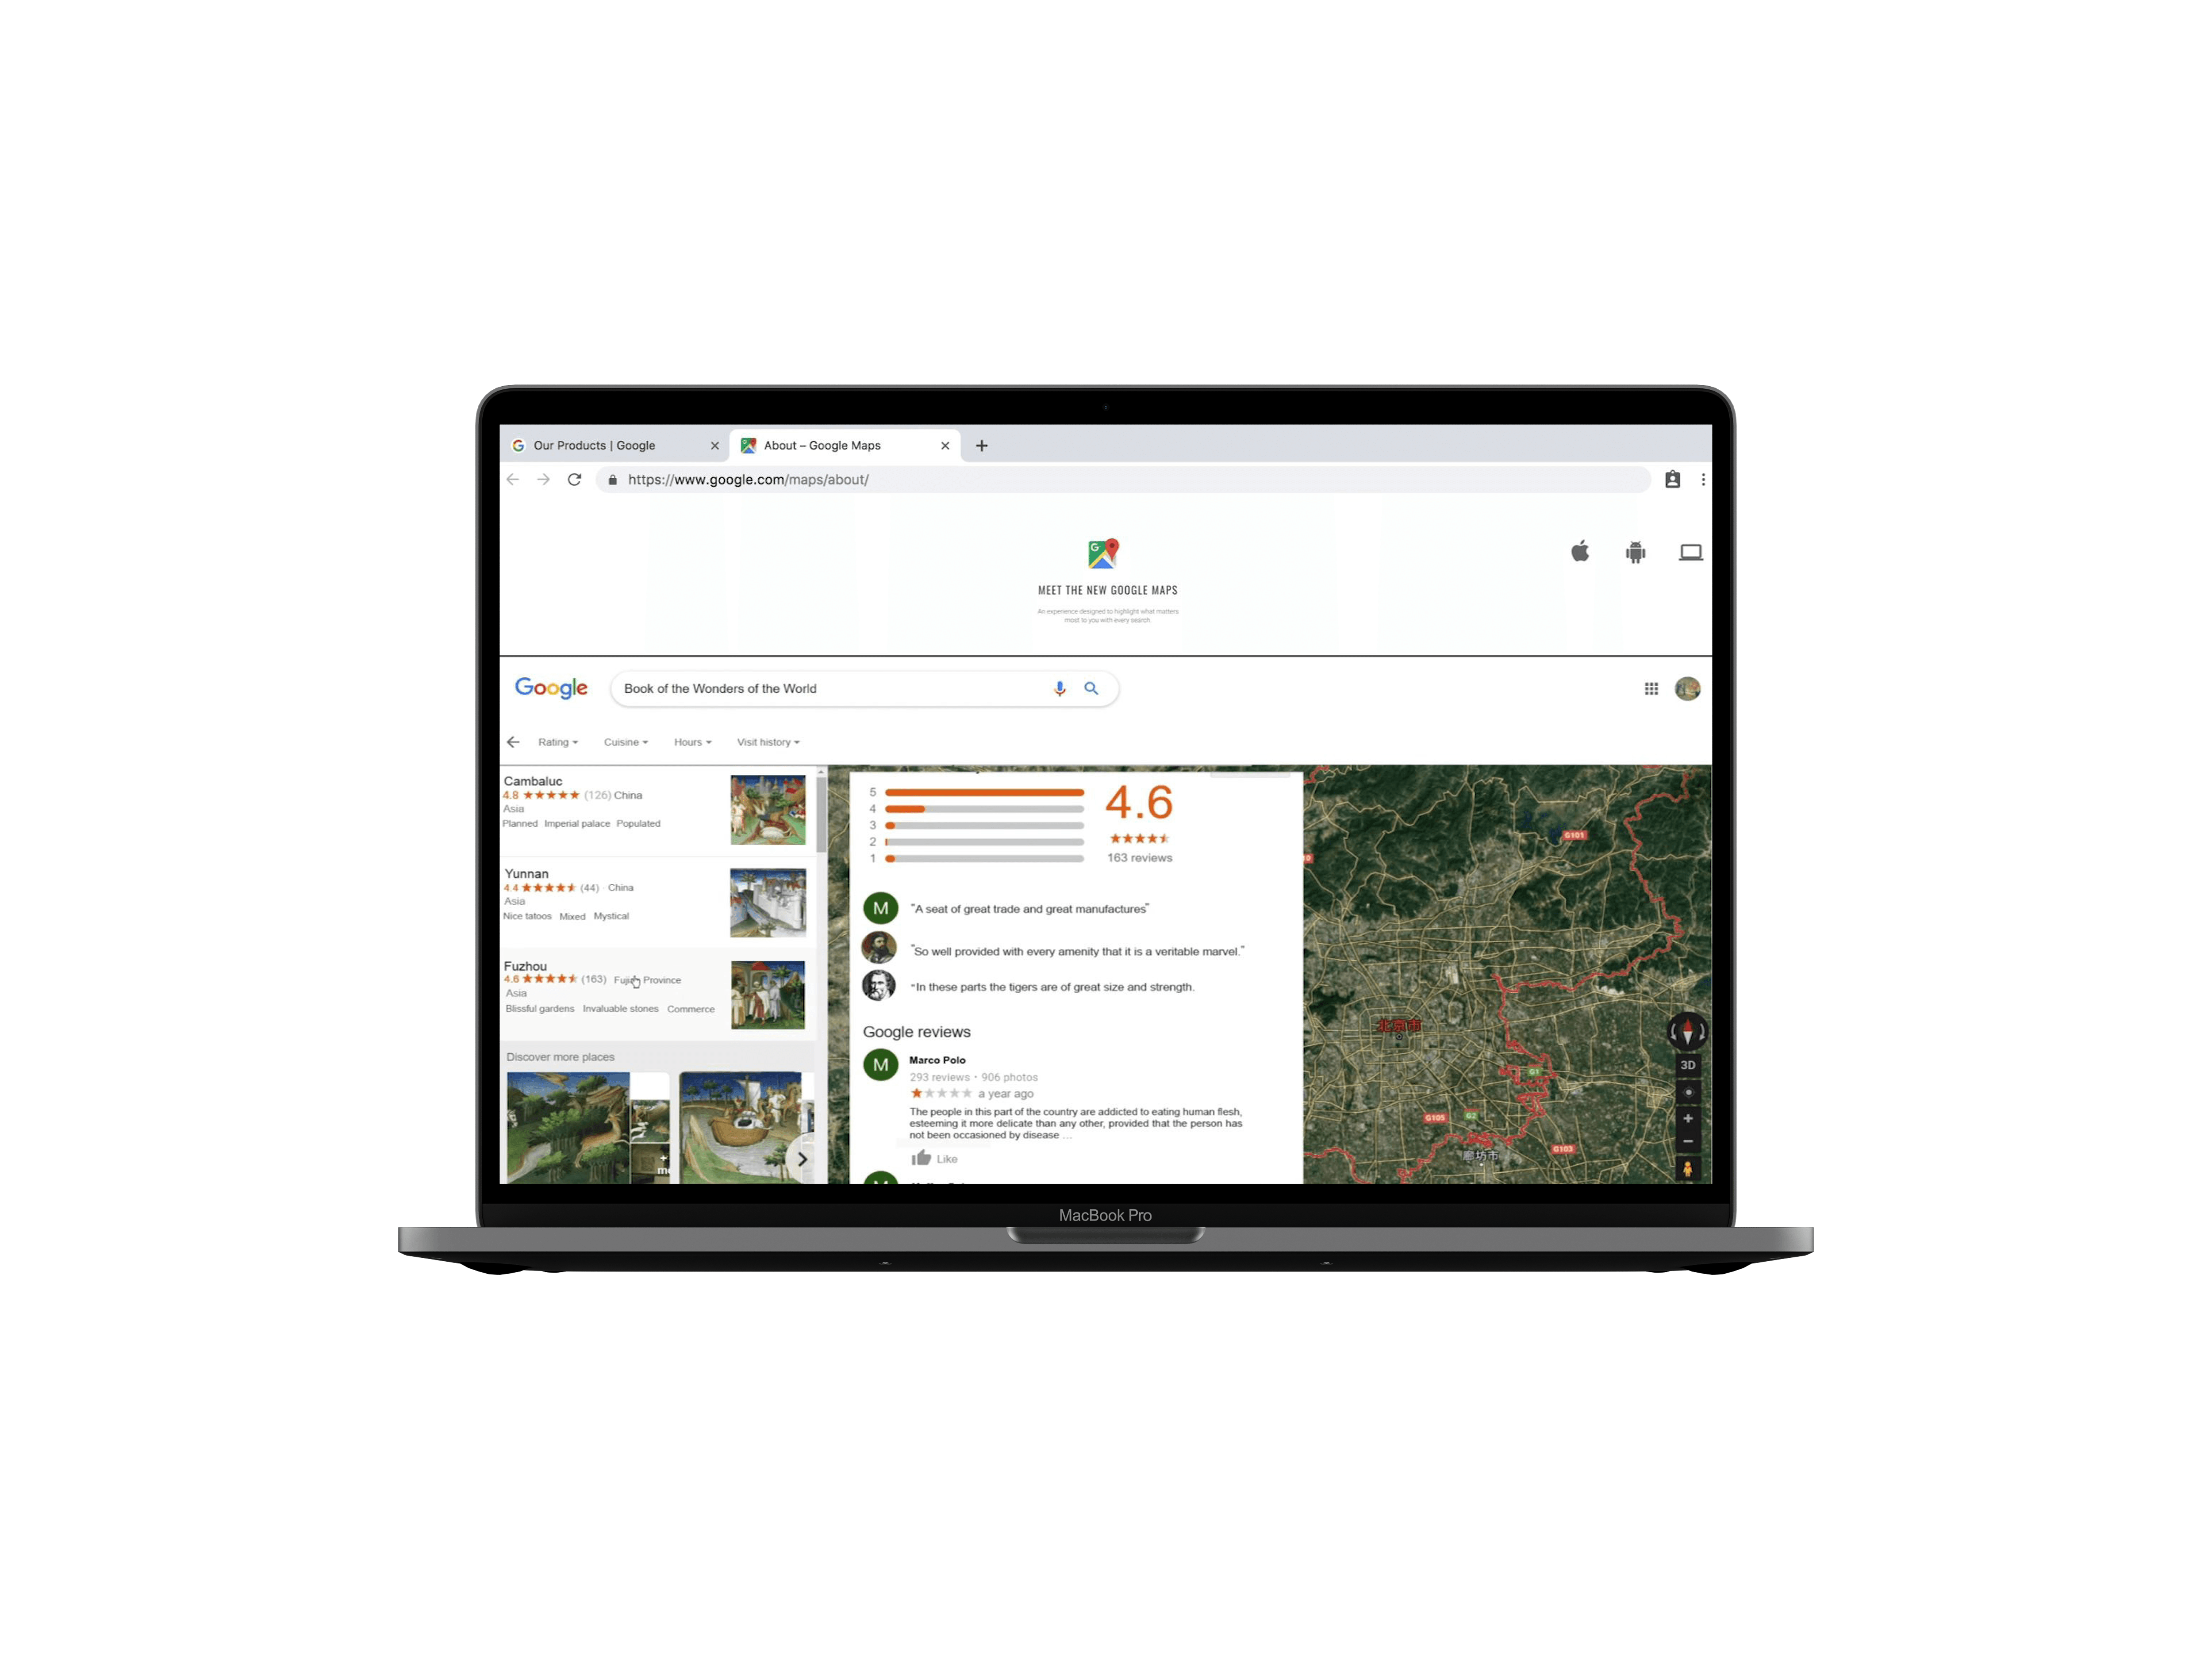 Our Products | Google
About – Google Maps
https://www.google.com/maps/about/
MEET THE NEW GOOGLE MAPS
An experience designed to highlight what matters
most to you with every search
Google
Book of the Wonders of the World
Rating
Cuisine
Hours
Visit history
Cambaluc
4.8 ★★★★★ (126) China
Asia
Planned Imperial palace Populated
Yunnan
4.4 (44) · China
Asia
Nice tatoos Mixed Mystical
Fuzhou
4.6 (163) Province
Asia
Blissful gardens Invaluable stones Commerce
Discover more places
5
4
3
2
1
4.6
163 reviews
M
"A seat of great trade and great manufactures"
"So well provided with every amenity that it is a veritable marvel."
"In these parts the tigers are of great size and strength.
Google reviews
M
Marco Polo
293 reviews • 906 photos
a year ago
The people in this part of the country are addicted to eating human flesh,
esteeming it more delicate than any other, provided that the person has
not been occasioned by disease ...
Like
G101
北京市
G1
G105
G2
G103
廊坊市
3D
MacBook Pro